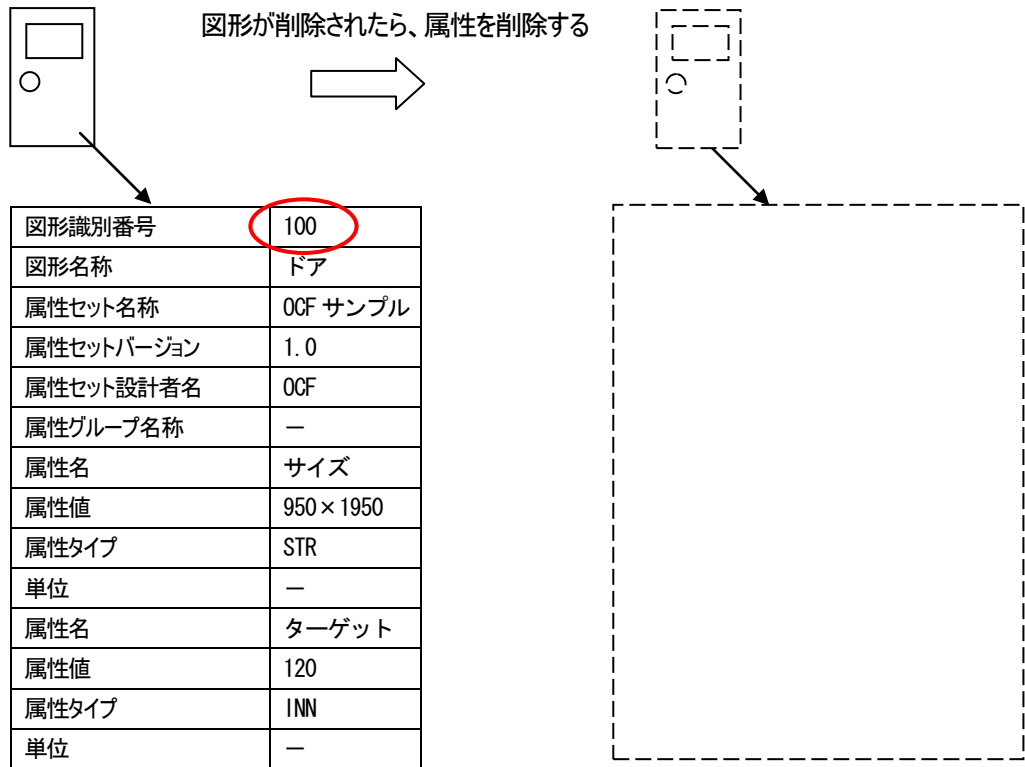 図形が削除されたら、属性を削除する
図形識別番号 100
図形名称 ドア
属性セット名称 OCF サンプル
属性セットバージョン 1.0
属性セット設計者名 OCF
属性グループ名称 －
属性名 サイズ
属性値 950×1950
属性タイプ STR
単位 －
属性名 ターゲット
属性値 120
属性タイプ INN
単位 －